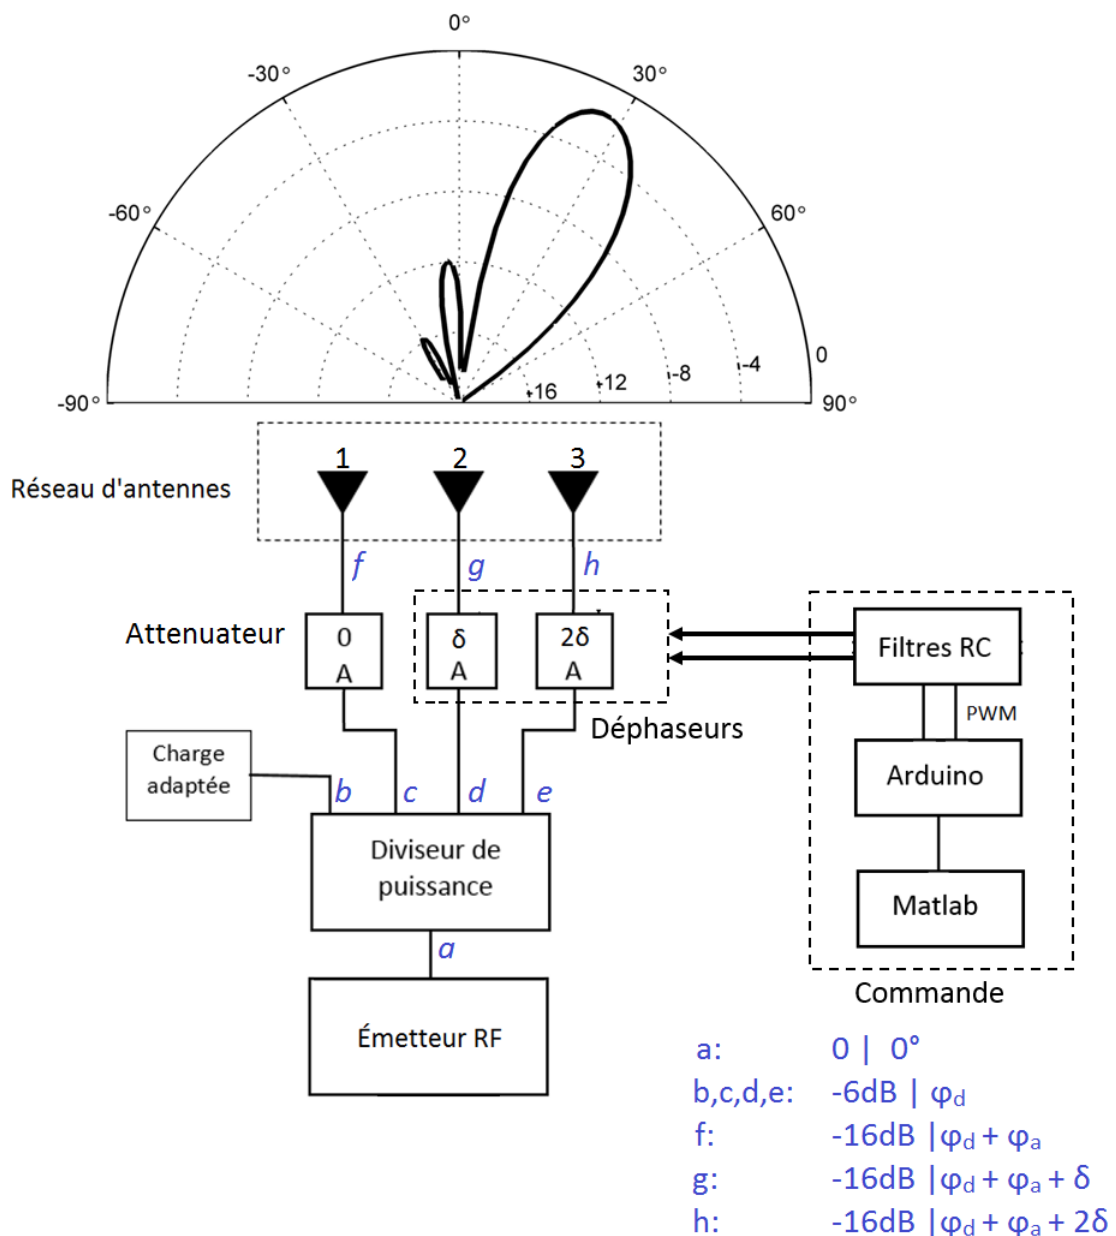 0°
-30°
30°
-60°
60°
-90°
-16
-12
-8
-4
0
90°
Réseau d'antennes
1
2
3
f
g
h
Attenuateur
0
A
δ
A
2δ
A
Déphaseurs
Filtres RC
PWM
Arduino
Matlab
Commande
Charge
adaptée
b
c
d
e
Diviseur de
puissance
a
Émetteur RF
a: 0 | 0°
b,c,d,e: -6dB | φd
f: -16dB |φd + φa
g: -16dB |φd + φa + δ
h: -16dB |φd + φa + 2δ